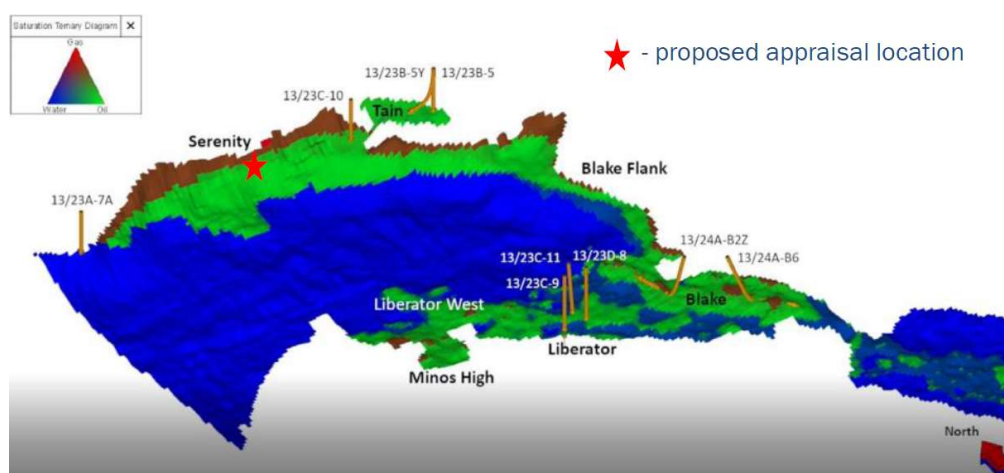 Saturation Ternary Diagram
Gas
Water
Oil
- proposed appraisal location
13/23B-5Y
13/23B-5
13/23C-10
Tain
Serenity
Blake Flank
13/23A-7A
13/24A-B2Z
13/23C-11
13/23D-8
13/24A-B6
13/23C-9
Liberator West
Blake
Liberator
Minos High
North